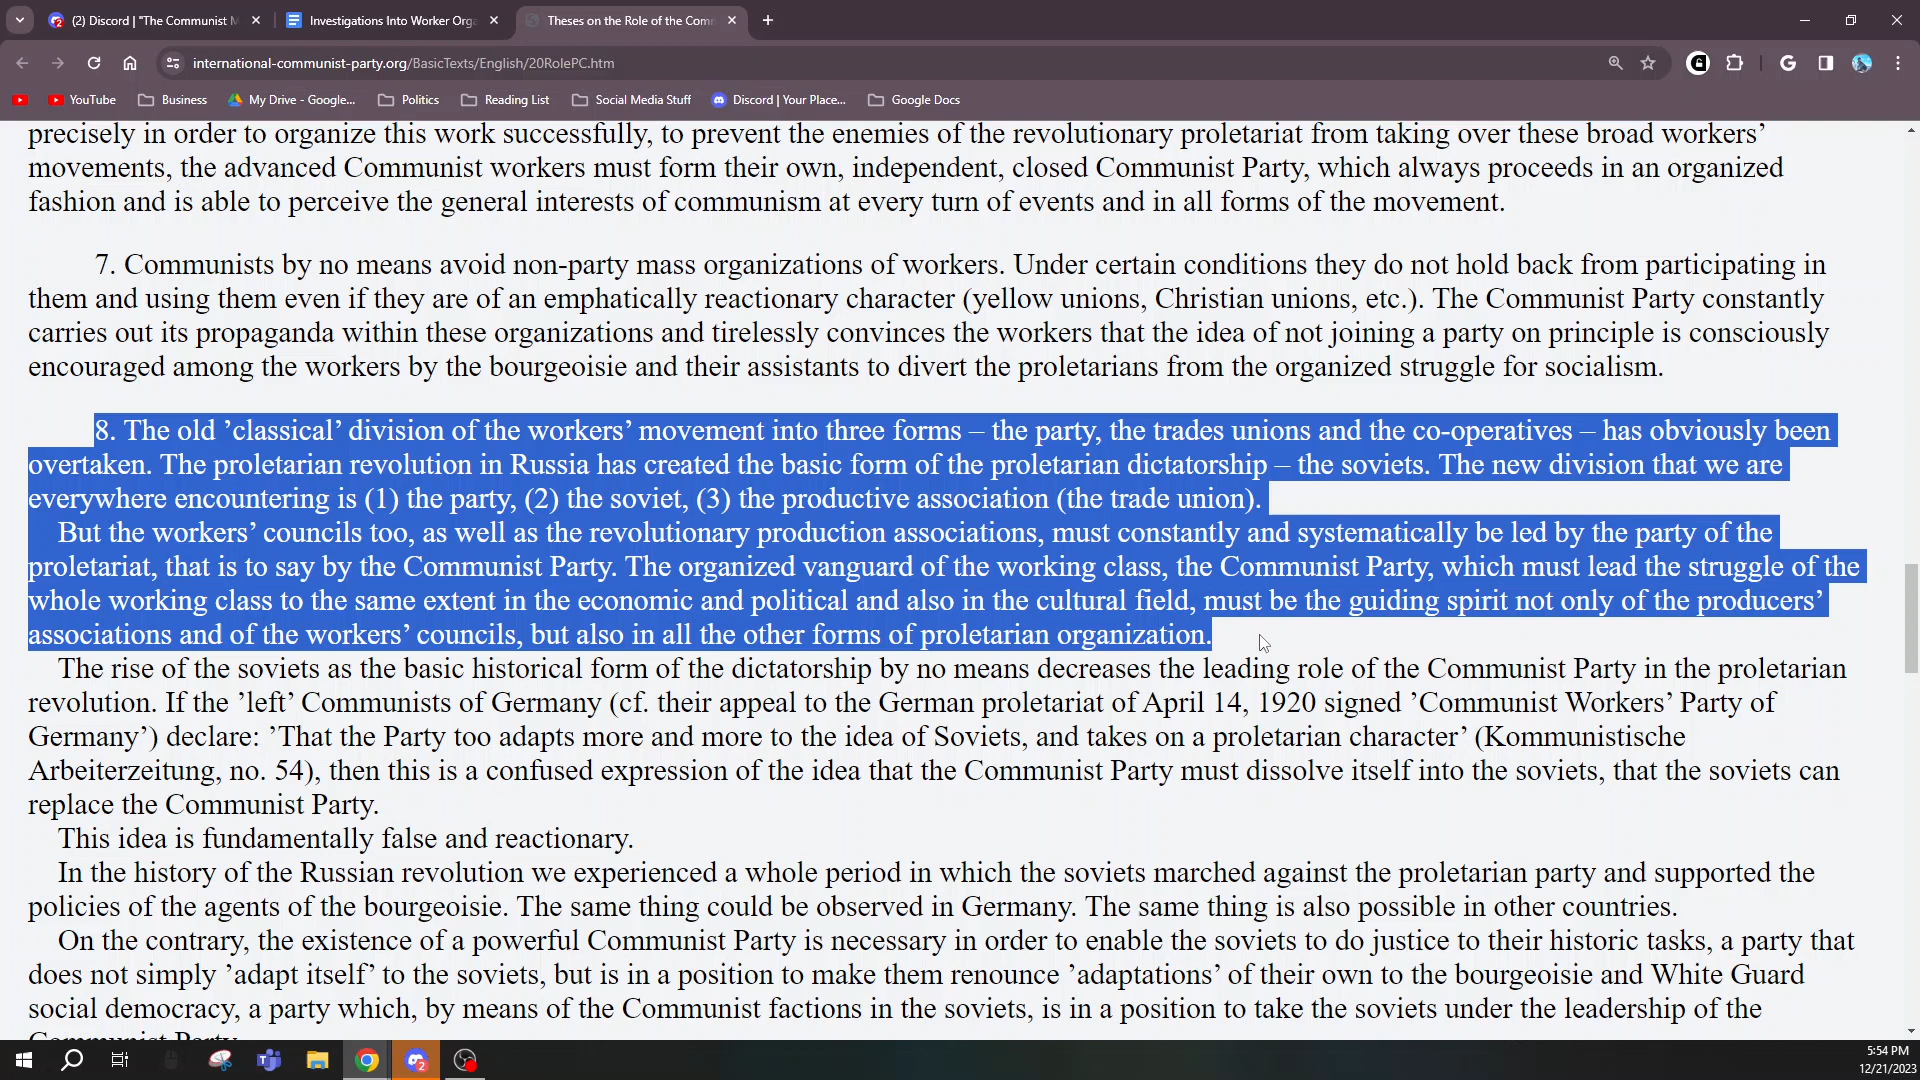 (2) Discord | "The Communist M
Investigations Into Worker Orga
Theses on the Role of the Comm
international-communist-party.org/BasicTexts/English/20RolePC.htm
YouTube
Business
My Drive - Google...
Politics
Reading List
Social Media Stuff
Discord | Your Place...
Google Docs
precisely in order to organize this work successfully, to prevent the enemies of the revolutionary proletariat from taking over these broad workers’
movements, the advanced Communist workers must form their own, independent, closed Communist Party, which always proceeds in an organized
fashion and is able to perceive the general interests of communism at every turn of events and in all forms of the movement.
7. Communists by no means avoid non-party mass organizations of workers. Under certain conditions they do not hold back from participating in
them and using them even if they are of an emphatically reactionary character (yellow unions, Christian unions, etc.). The Communist Party constantly
carries out its propaganda within these organizations and tirelessly convinces the workers that the idea of not joining a party on principle is consciously
encouraged among the workers by the bourgeoisie and their assistants to divert the proletarians from the organized struggle for socialism.
8. The old ’classical’ division of the workers’ movement into three forms – the party, the trades unions and the co-operatives – has obviously been
overtaken. The proletarian revolution in Russia has created the basic form of the proletarian dictatorship – the soviets. The new division that we are
everywhere encountering is (1) the party, (2) the soviet, (3) the productive association (the trade union).
But the workers’ councils too, as well as the revolutionary production associations, must constantly and systematically be led by the party of the
proletariat, that is to say by the Communist Party. The organized vanguard of the working class, the Communist Party, which must lead the struggle of the
whole working class to the same extent in the economic and political and also in the cultural field, must be the guiding spirit not only of the producers’
associations and of the workers’ councils, but also in all the other forms of proletarian organization.
The rise of the soviets as the basic historical form of the dictatorship by no means decreases the leading role of the Communist Party in the proletarian
revolution. If the ’left’ Communists of Germany (cf. their appeal to the German proletariat of April 14, 1920 signed ’Communist Workers’ Party of
Germany’) declare: ’That the Party too adapts more and more to the idea of Soviets, and takes on a proletarian character’ (Kommunistische
Arbeiterzeitung, no. 54), then this is a confused expression of the idea that the Communist Party must dissolve itself into the soviets, that the soviets can
replace the Communist Party.
This idea is fundamentally false and reactionary.
In the history of the Russian revolution we experienced a whole period in which the soviets marched against the proletarian party and supported the
policies of the agents of the bourgeoisie. The same thing could be observed in Germany. The same thing is also possible in other countries.
On the contrary, the existence of a powerful Communist Party is necessary in order to enable the soviets to do justice to their historic tasks, a party that
does not simply ’adapt itself’ to the soviets, but is in a position to make them renounce ’adaptations’ of their own to the bourgeoisie and White Guard
social democracy, a party which, by means of the Communist factions in the soviets, is in a position to take the soviets under the leadership of the
Communist Party.
5:54 PM
12/21/2023